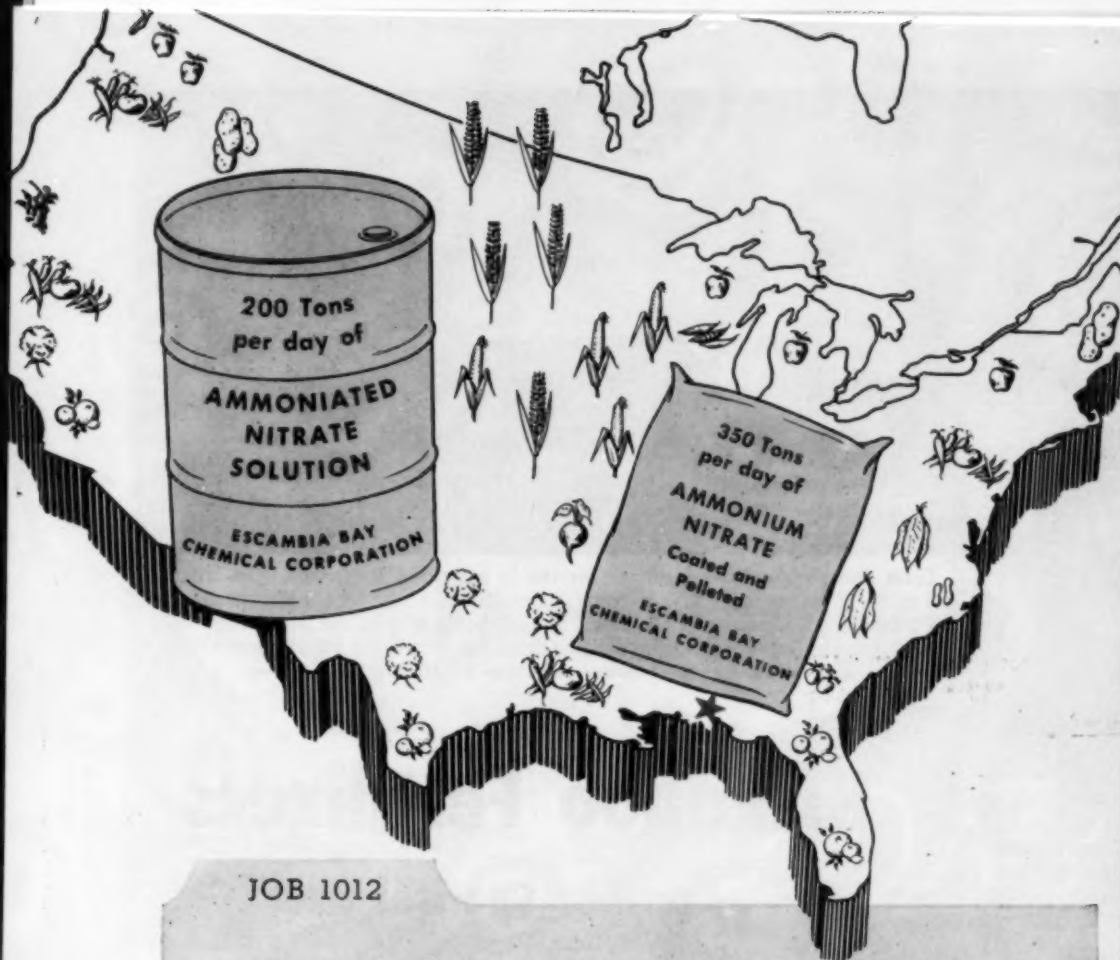 200 Tons
per day of
AMMONIATED
NITRATE
SOLUTION
ESCAMBIA BAY
CHEMICAL CORPORATION
350 Tons
per day of
AMMONIUM
NITRATE
Coated and
Pelleted
ESCAMBIA BAY
CHEMICAL CORPORATION
JOB 1012